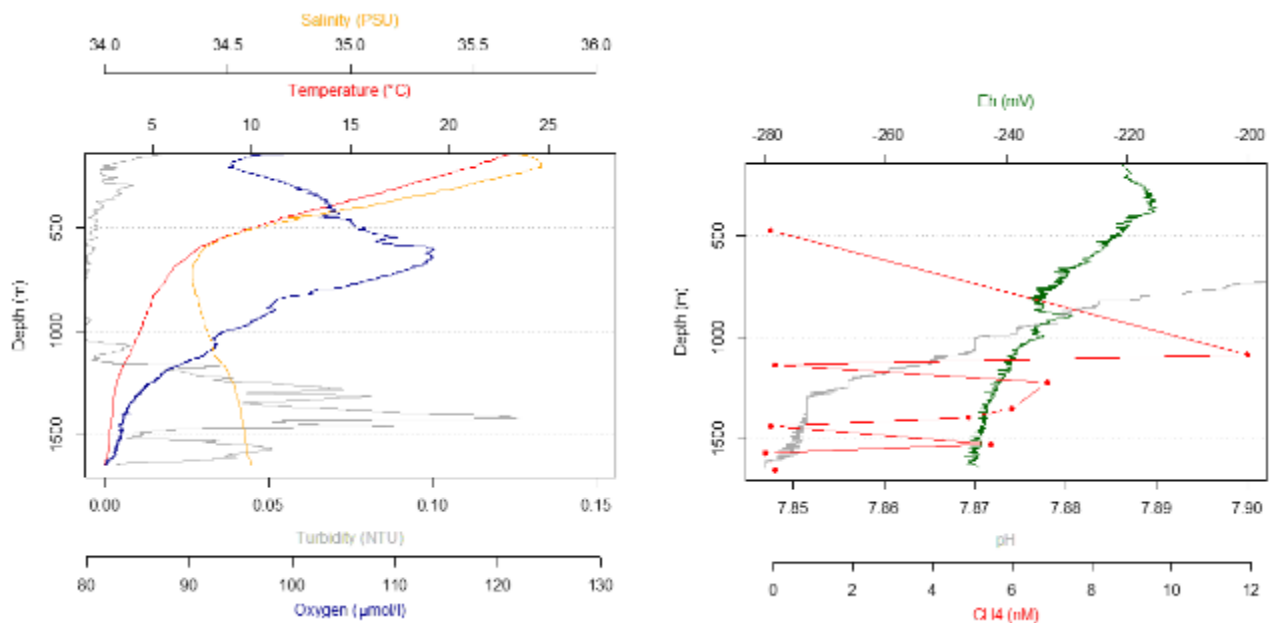 Salinity (PSU)
34.0 34.5 35.0 35.5 36.0
Temperature (°C)
5 10 15 20 25
Depth (m)
500
1000
1500
0.00 0.05 0.10 0.15
Turbidity (NTU)
80 90 100 110 120 130
Oxygen (µmol/l)
Eh (mV)
-280 -260 -240 -220 -200
Depth (m)
500
1000
1500
7.85 7.86 7.87 7.88 7.89 7.90
pH
0 2 4 6 8 10 12
CH4 (nM)